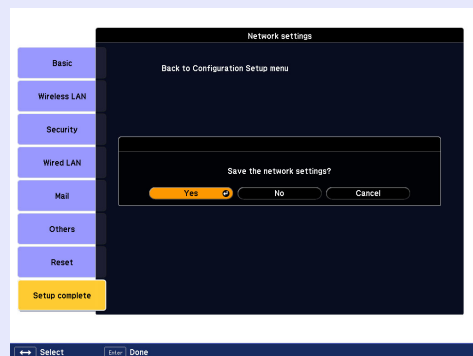 Network settings
Basic
Back to Configuration Setup menu
Wireless LAN
Security
Wired LAN
Save the network settings?
Yes No Cancel
Mail
Others
Reset
Setup complete
Select Enter Done